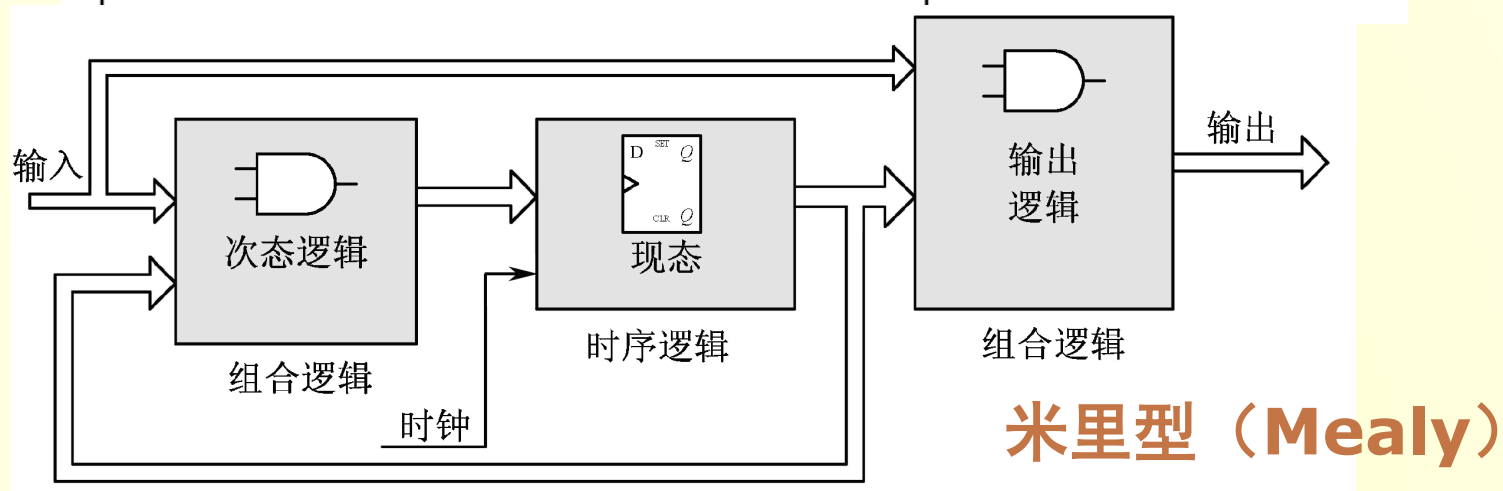 输入
次态逻辑
组合逻辑
时钟
D SET Q
CLR Q
现态
时序逻辑
输出
逻辑
组合逻辑
输出
米里型（Mealy）